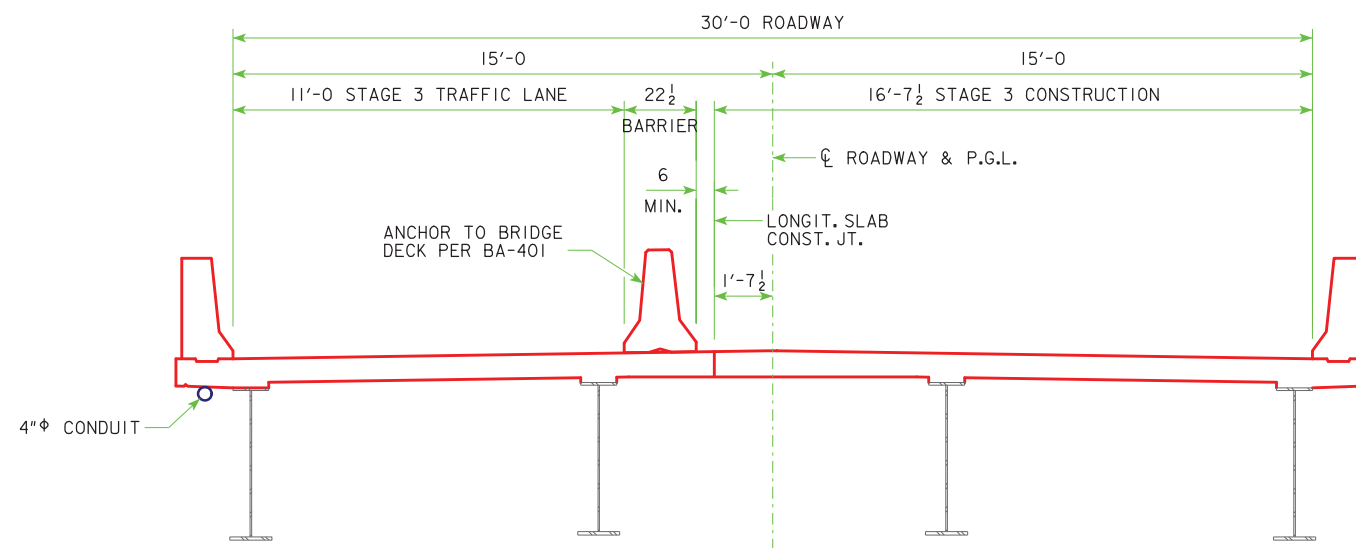 30'-0 ROADWAY
15'-0
15'-0
11'-0 STAGE 3 TRAFFIC LANE
22½
BARRIER
16'-7½ STAGE 3 CONSTRUCTION
℄ ROADWAY & P.G.L.
6
MIN.
LONGIT. SLAB
CONST. JT.
ANCHOR TO BRIDGE
DECK PER BA-401
1'-7½
4"φ CONDUIT